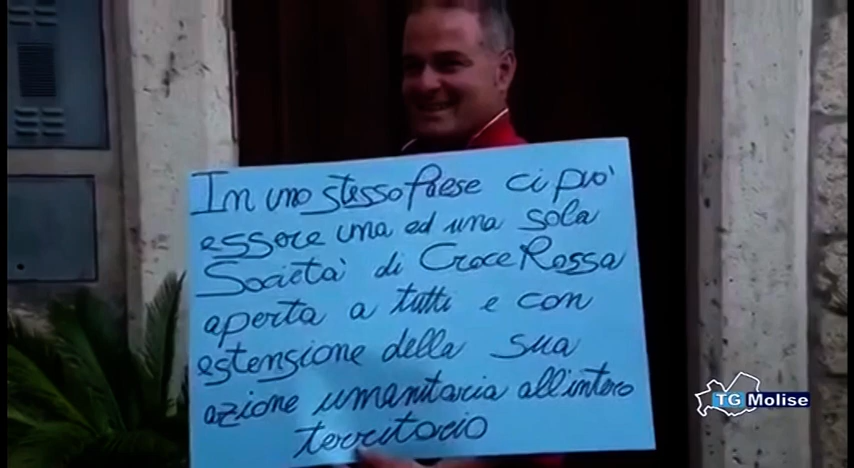 In uno stesso Paese ci può
essere una ed una sola
Società di Croce Rossa
aperta a tutti e con
estensione della sua
azione umanitaria all'intero
territorio
TG Molise